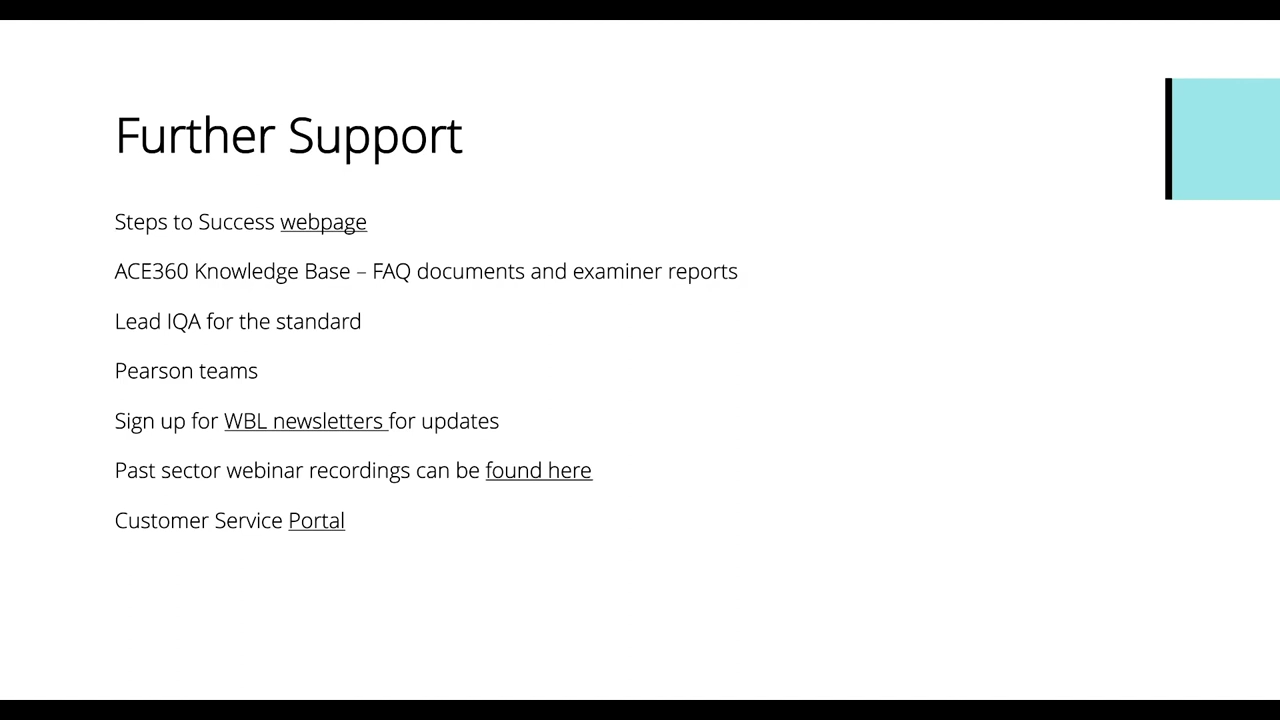 Further Support
Steps to Success webpage
ACE360 Knowledge Base – FAQ documents and examiner reports
Lead IQA for the standard
Pearson teams
Sign up for WBL newsletters for updates
Past sector webinar recordings can be found here
Customer Service Portal